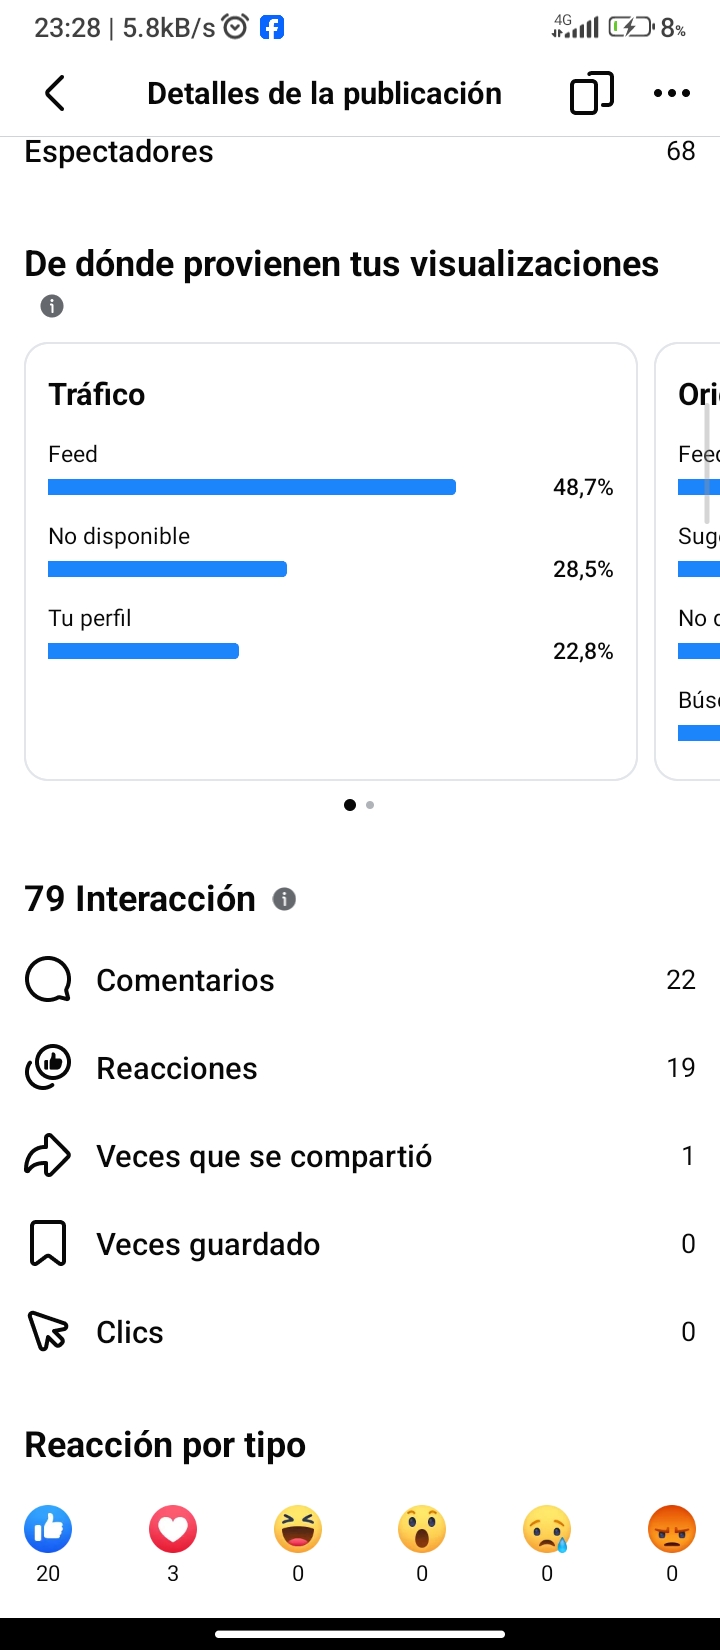 23:28 | 5.8kB/s 4G 8%
Detalles de la publicación
Espectadores 68
De dónde provienen tus visualizaciones
Tráfico
Feed
48,7%
No disponible
28,5%
Tu perfil
22,8%
79 Interacción
Comentarios 22
Reacciones 19
Veces que se compartió 1
Veces guardado 0
Clics 0
Reacción por tipo
20 3 0 0 0 0